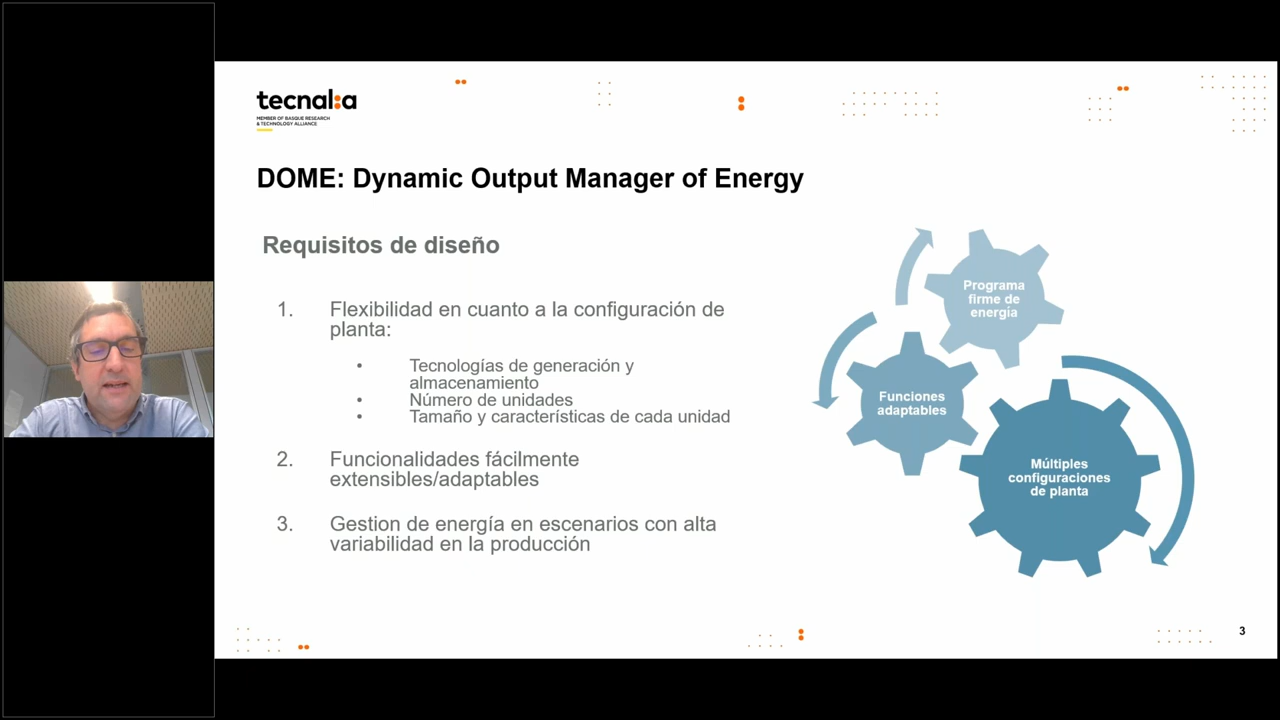 tecnal:a
MEMBER OF BASQUE RESEARCH
& TECHNOLOGY ALLIANCE
DOME: Dynamic Output Manager of Energy
Requisitos de diseño
1. Flexibilidad en cuanto a la configuración de
planta:
• Tecnologías de generación y
almacenamiento
• Número de unidades
• Tamaño y características de cada unidad
2. Funcionalidades fácilmente
extensibles/adaptables
3. Gestion de energía en escenarios con alta
variabilidad en la producción
Programa
firme de
energía
Funciones
adaptables
Múltiples
configuraciones
de planta
3